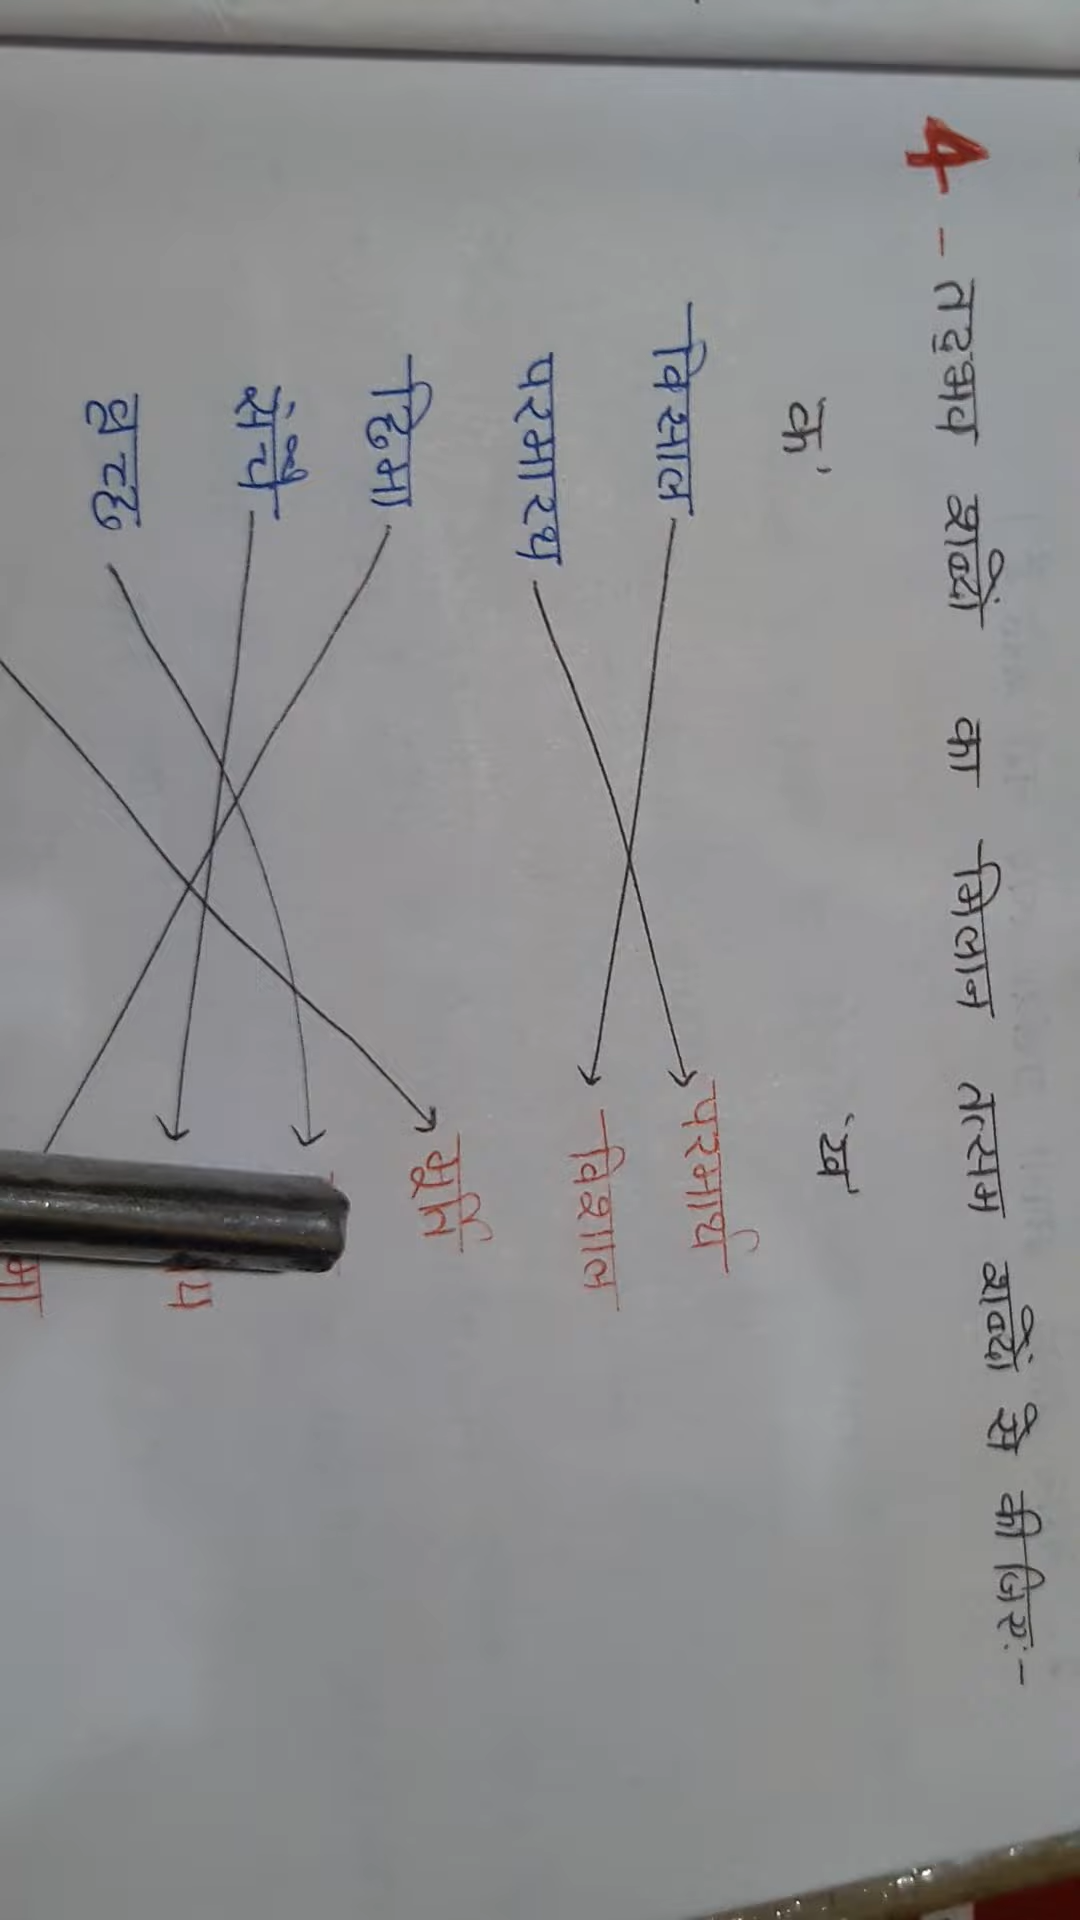 4 - तद्भव शब्दों का मिलान तत्सम शब्दों से कीजिए:-
'क' 'ख'
विसाल परमार्थ
परमारथ विशाल
छिमा मूर्ति
संचै
वृच्छ